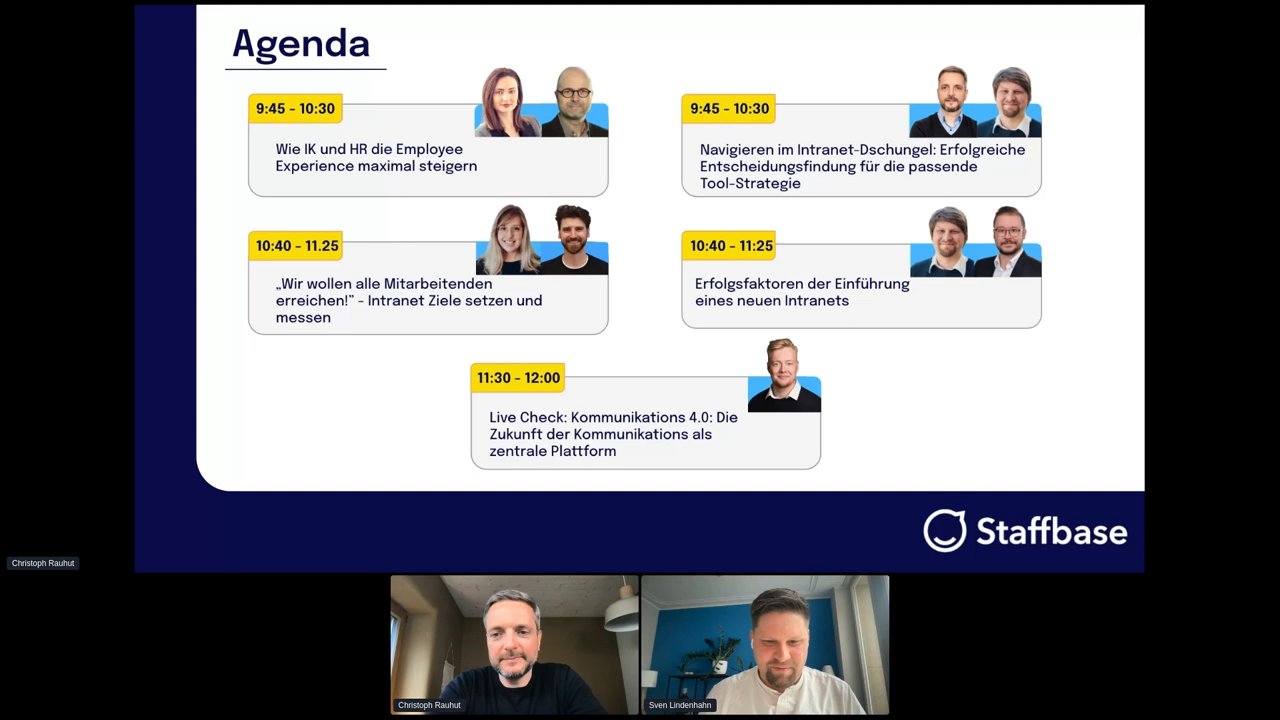 Agenda
9:45 – 10:30
Wie IK und HR die Employee
Experience maximal steigern
9:45 – 10:30
Navigieren im Intranet-Dschungel: Erfolgreiche
Entscheidungsfindung für die passende
Tool-Strategie
10:40 – 11.25
„Wir wollen alle Mitarbeitenden
erreichen!” – Intranet Ziele setzen und
messen
10:40 – 11:25
Erfolgsfaktoren der Einführung
eines neuen Intranets
11:30 – 12:00
Live Check: Kommunikations 4.0: Die
Zukunft der Kommunikations als
zentrale Plattform
Staffbase
Christoph Rauhut
Christoph Rauhut
Sven Lindenhahn